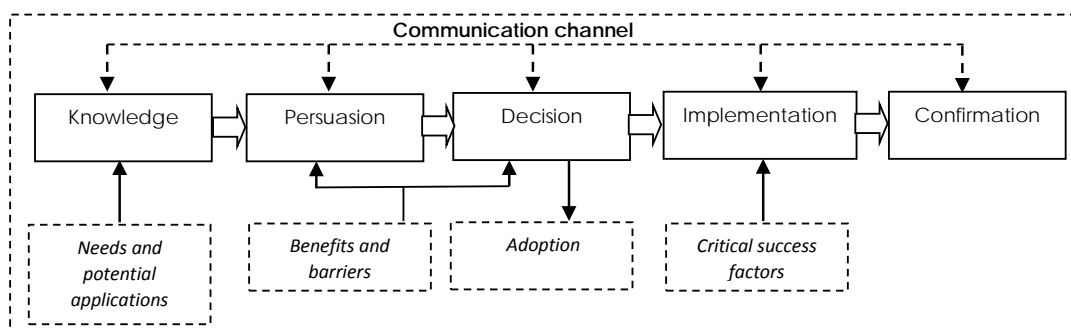 Communication channel
Knowledge
Persuasion
Decision
Implementation
Confirmation
Needs and
potential
applications
Benefits and
barriers
Adoption
Critical success
factors